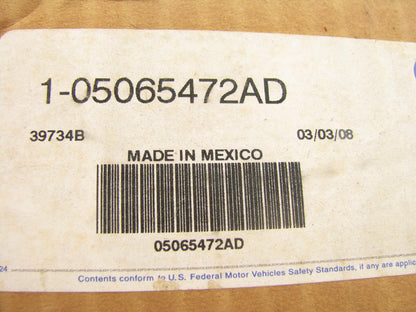 1-05065472AD
39734B 03/03/08
MADE IN MEXICO
05065472AD
24
Contents conform to U.S. Federal Motor Vehicles Safety Standards, if any are applic